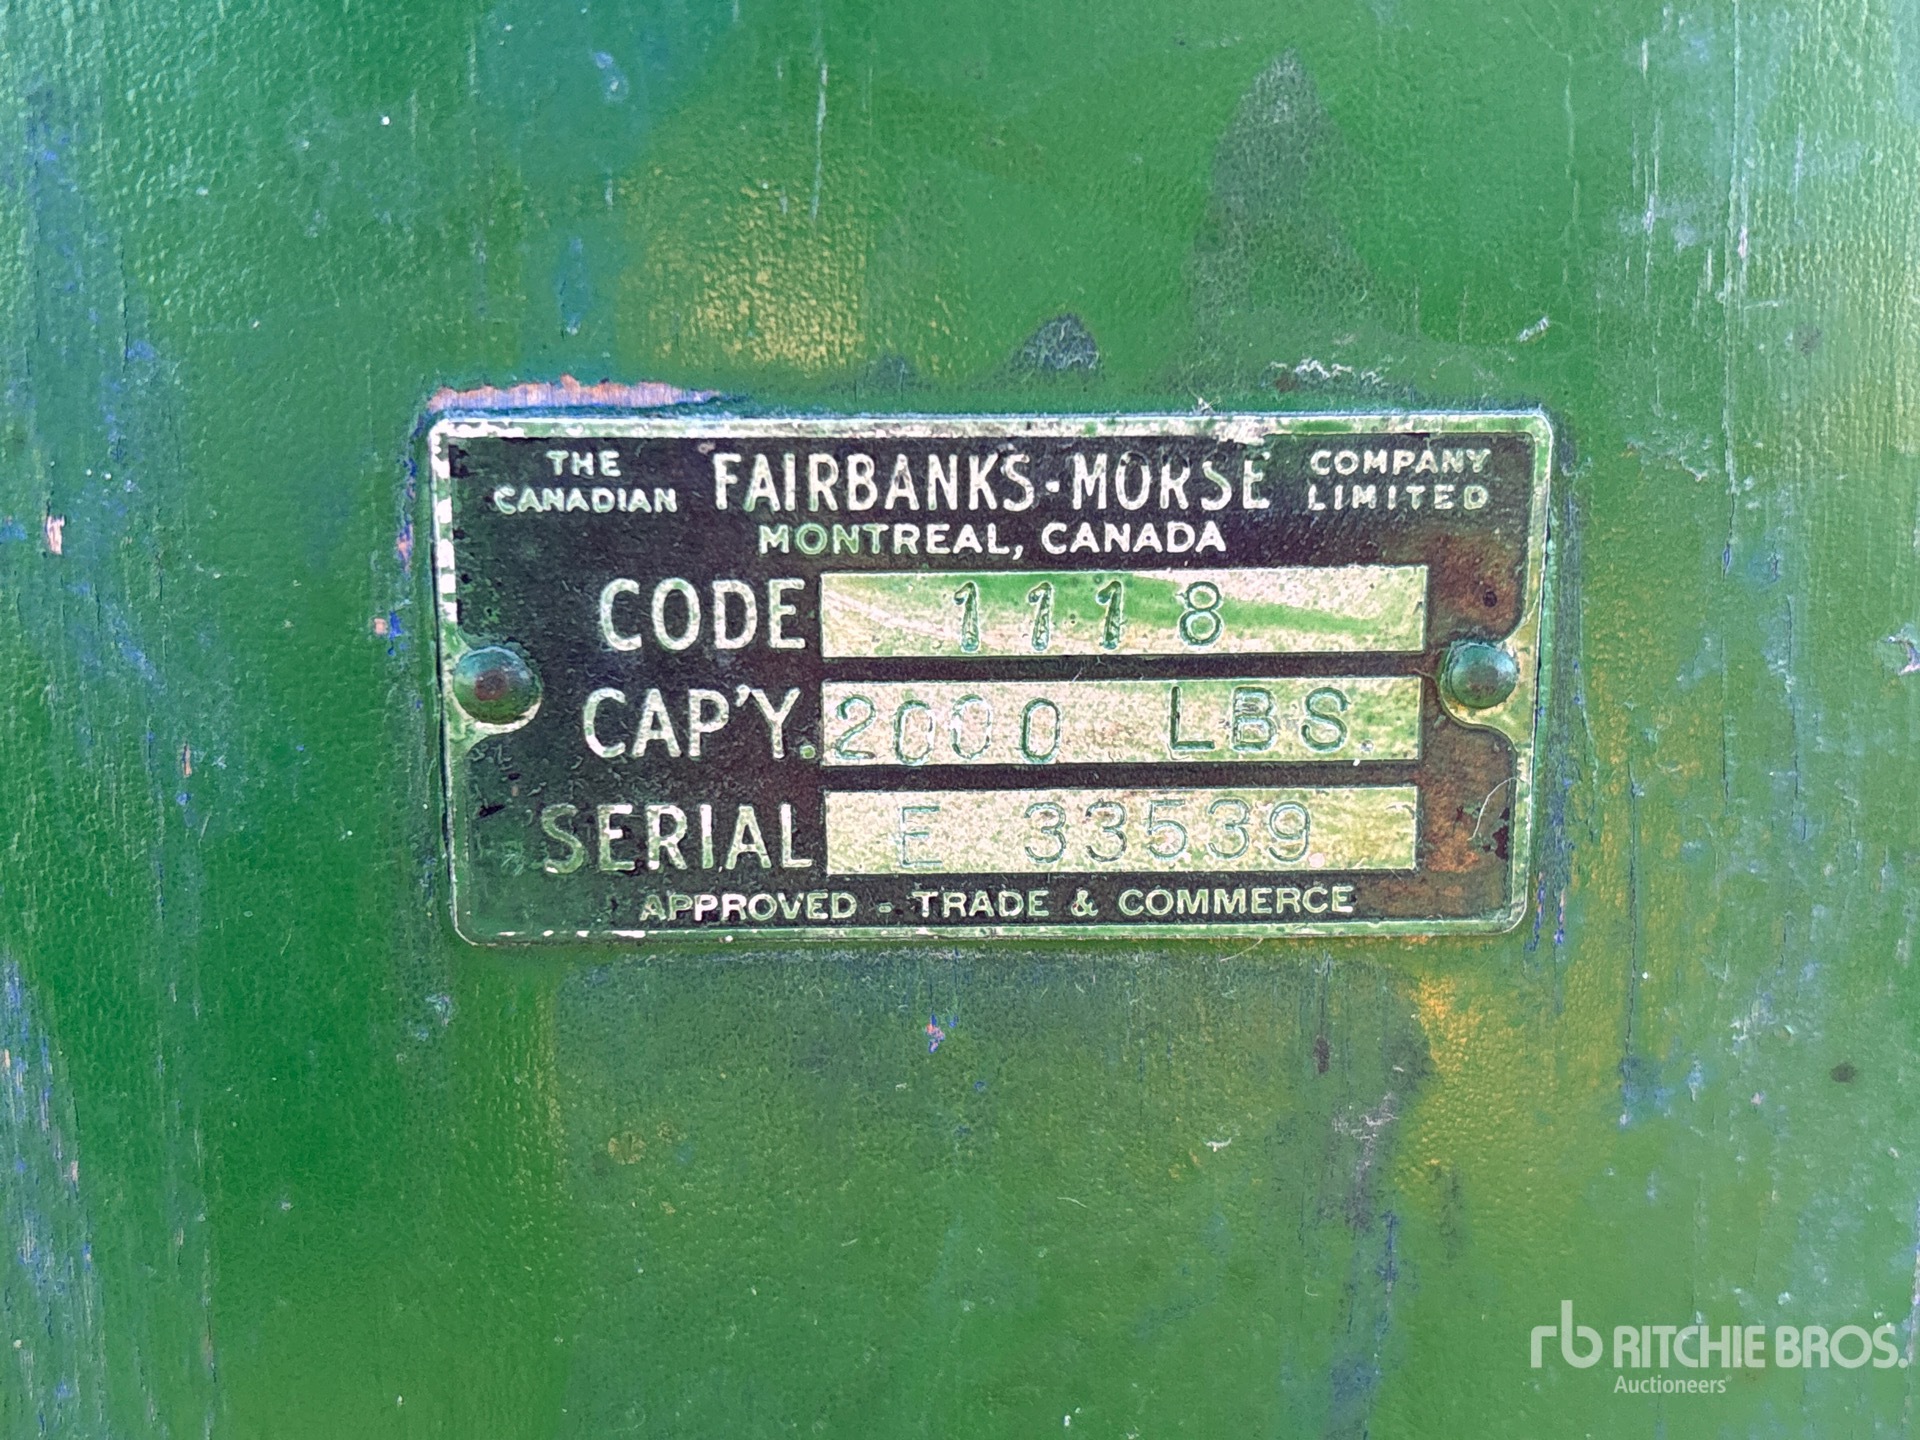 THE CANADIAN FAIRBANKS-MORSE COMPANY LIMITED
MONTREAL, CANADA
CODE 1118
CAP'Y. 2000 LBS.
SERIAL E 33539
APPROVED - TRADE & COMMERCE
rb RITCHIE BROS.
Auctioneers